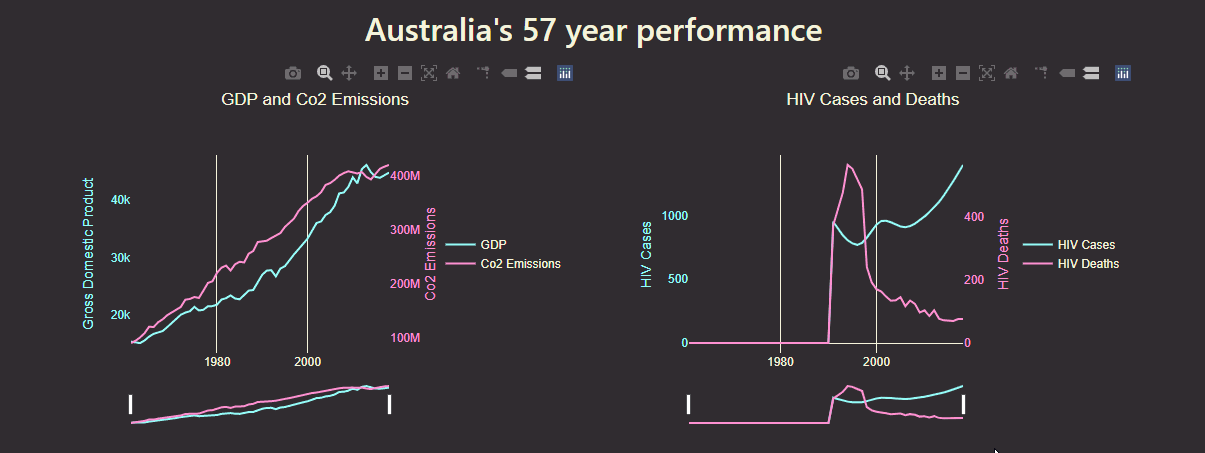 Australia's 57 year performance
GDP and Co2 Emissions
Gross Domestic Product
40k
30k
20k
400M
300M
200M
100M
Co2 Emissions
GDP
Co2 Emissions
1980
2000
HIV Cases and Deaths
HIV Cases
1000
500
0
400
200
0
HIV Deaths
HIV Cases
HIV Deaths
1980
2000